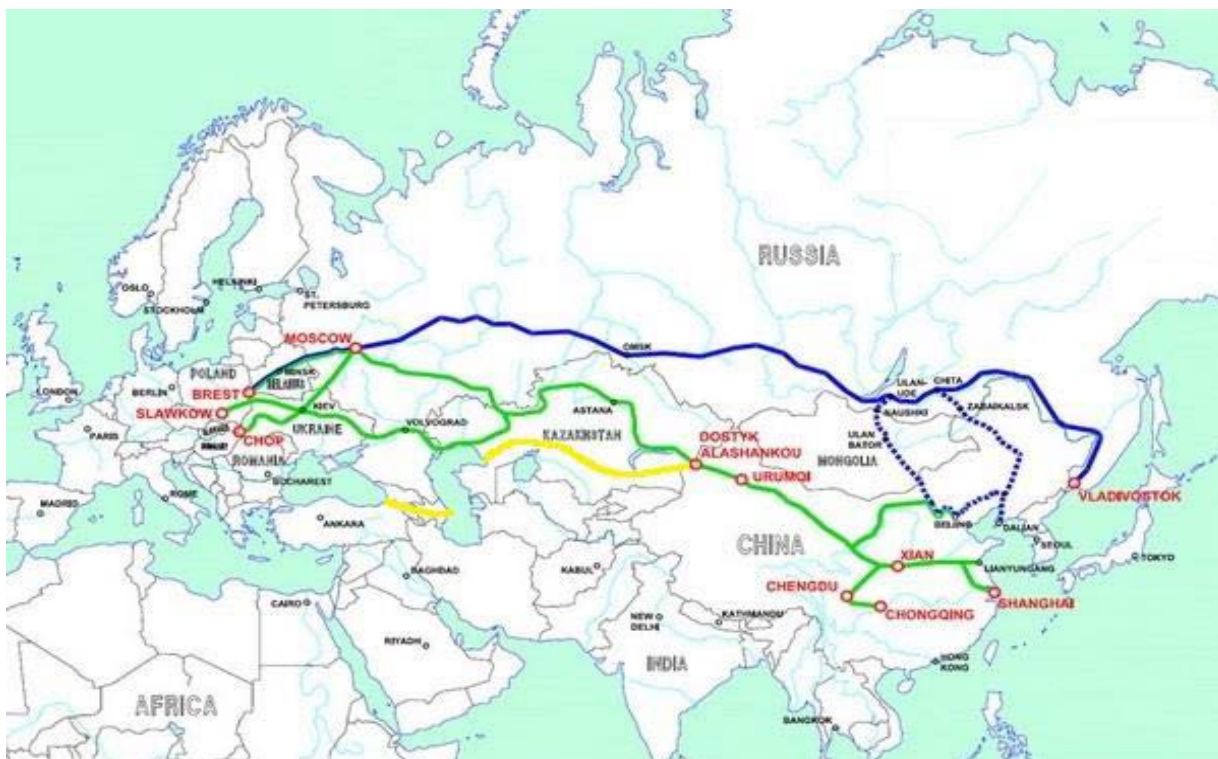 RUSSIA
OSLO
HELSINKI
STOCKHOLM
ST.
PETERSBURG
MOSCOW
OMSK
ULAN-
UDE
CHITA
NAUSHKI
ZABAIKALSK
POLAND
MINSK
BELARUS
LONDON
BERLIN
BREST
SLAWKOW
KIEV
ASTANA
ULAN
BATOR
PARIS
CHOP
UKRAINE
VOLVOGRAD
KAZAKHSTAN
DOSTYK
ALASHANKOU
MONGOLIA
URUMQI
VLADIVOSTOK
ROMANIA
BUCHAREST
MADRID
ROME
ANKARA
BEIJING
DALIAN
SEOUL
TOKYO
CHINA
XIAN
LIANYUNGANG
BAGHDAD
KABUL
CHENGDU
SHANGHAI
CAIRO
CHONGQING
NEW
DELHI
KATHMANDU
RIYADH
INDIA
HONG
KONG
AFRICA
BANGKOK